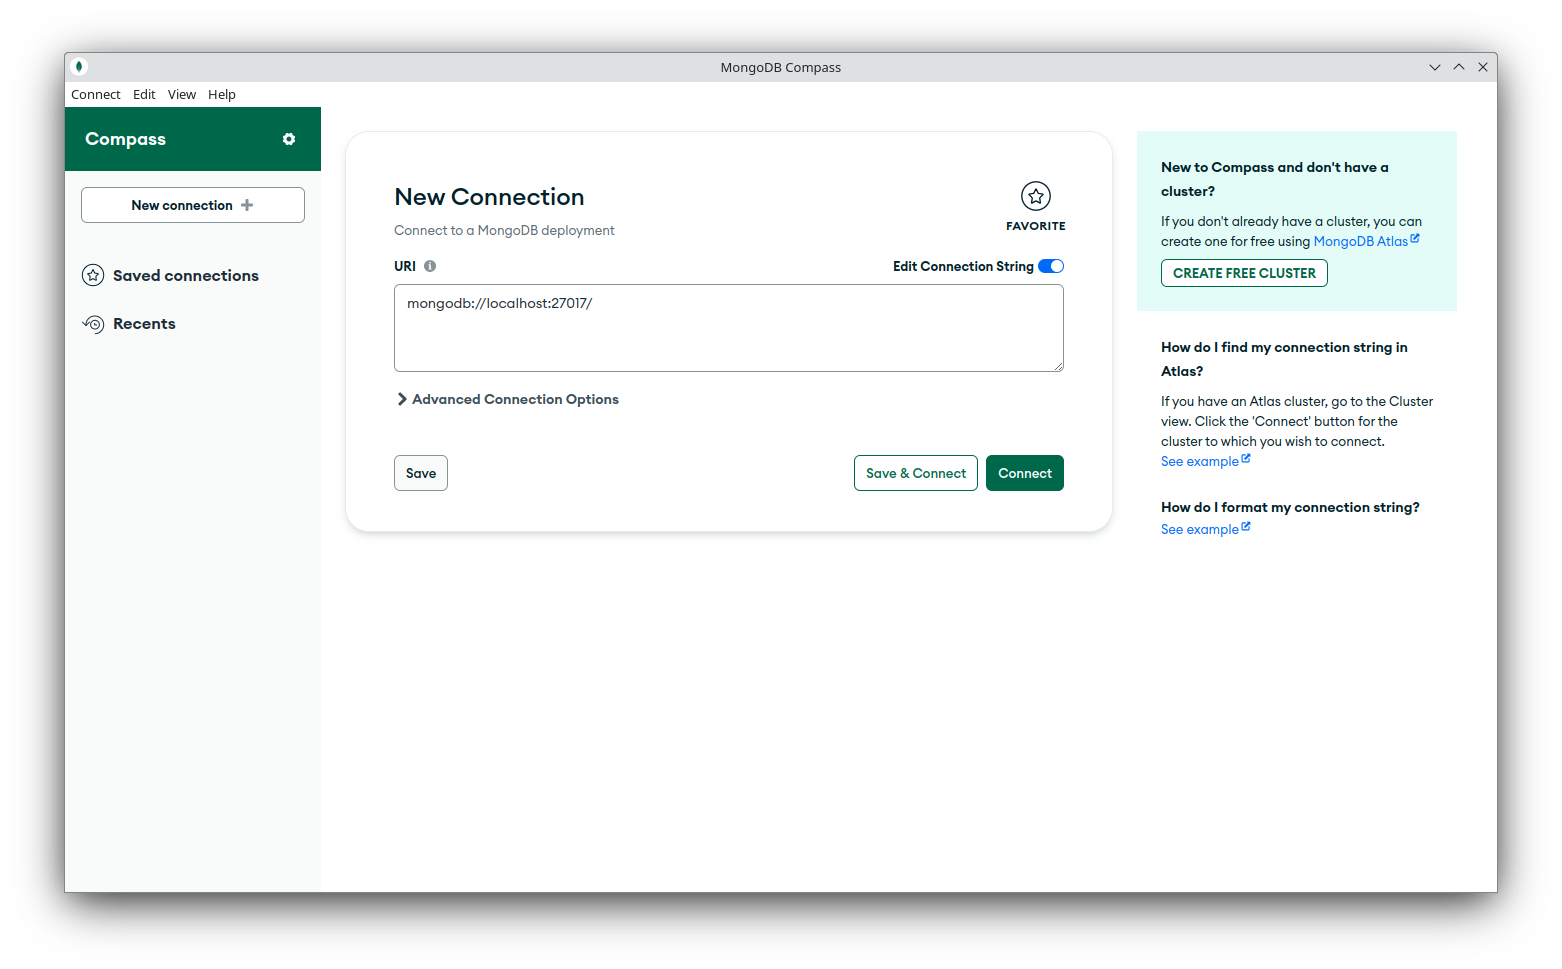 MongoDB Compass
Connect Edit View Help
Compass
New connection
Saved connections
Recents
New Connection
Connect to a MongoDB deployment
FAVORITE
URI
Edit Connection String
mongodb://localhost:27017/
Advanced Connection Options
Save
Save & Connect
Connect
New to Compass and don't have a
cluster?
If you don't already have a cluster, you can
create one for free using MongoDB Atlas
CREATE FREE CLUSTER
How do I find my connection string in
Atlas?
If you have an Atlas cluster, go to the Cluster
view. Click the 'Connect' button for the
cluster to which you wish to connect.
See example
How do I format my connection string?
See example